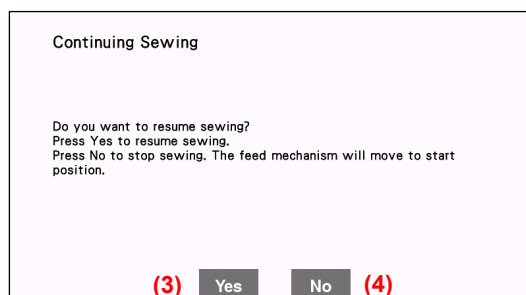 Continuing Sewing
Do you want to resume sewing?
Press Yes to resume sewing.
Press No to stop sewing. The feed mechanism will move to start
position.
(3) Yes No (4)